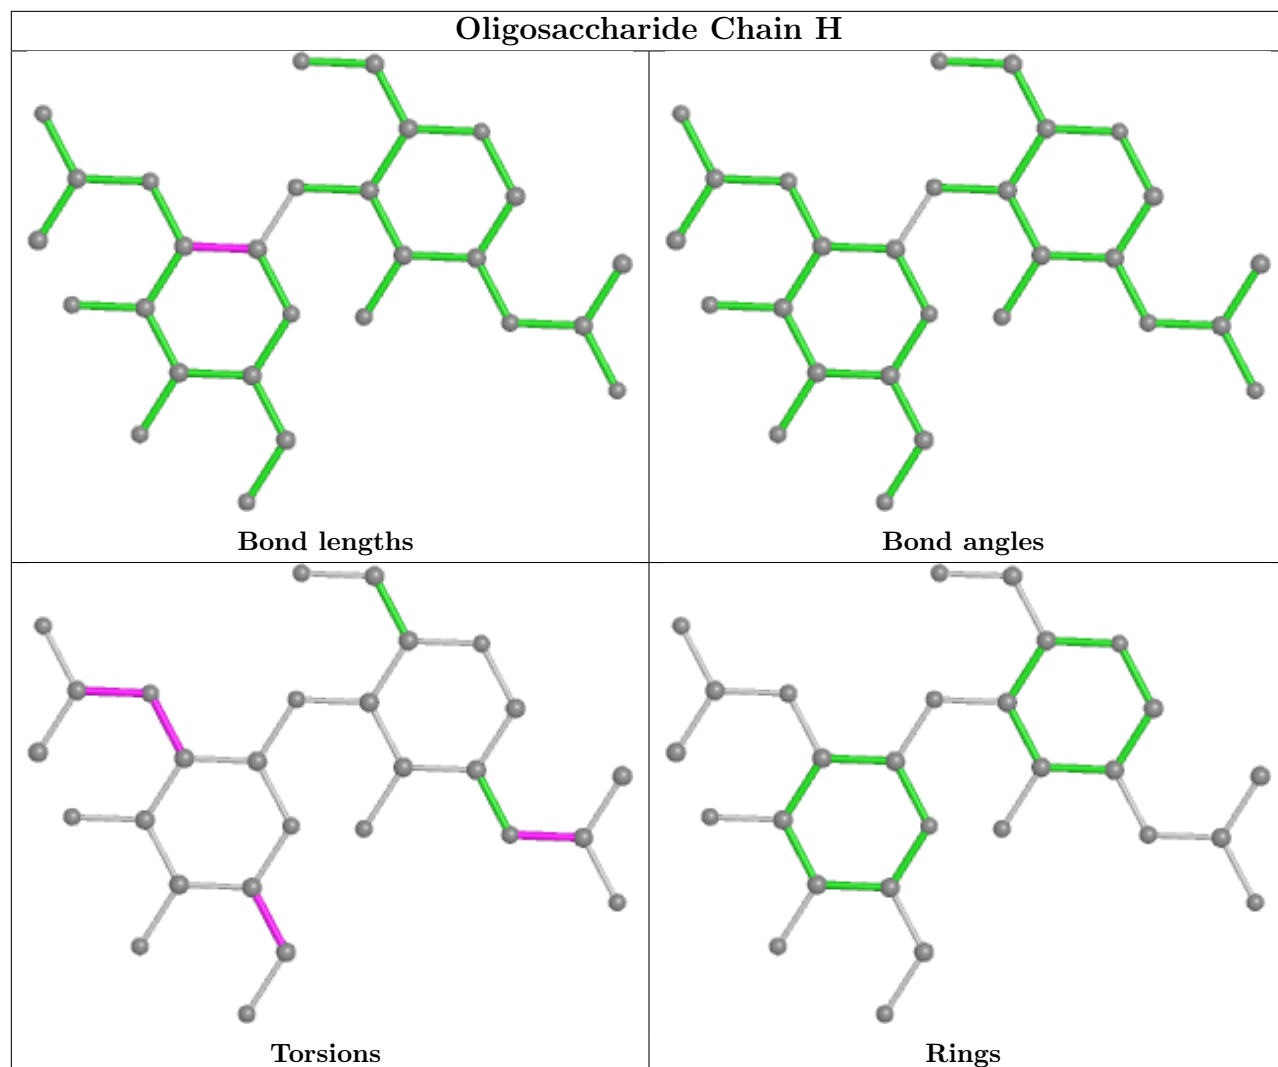 Oligosaccharide Chain H
Bond lengths
Bond angles
Torsions
Rings